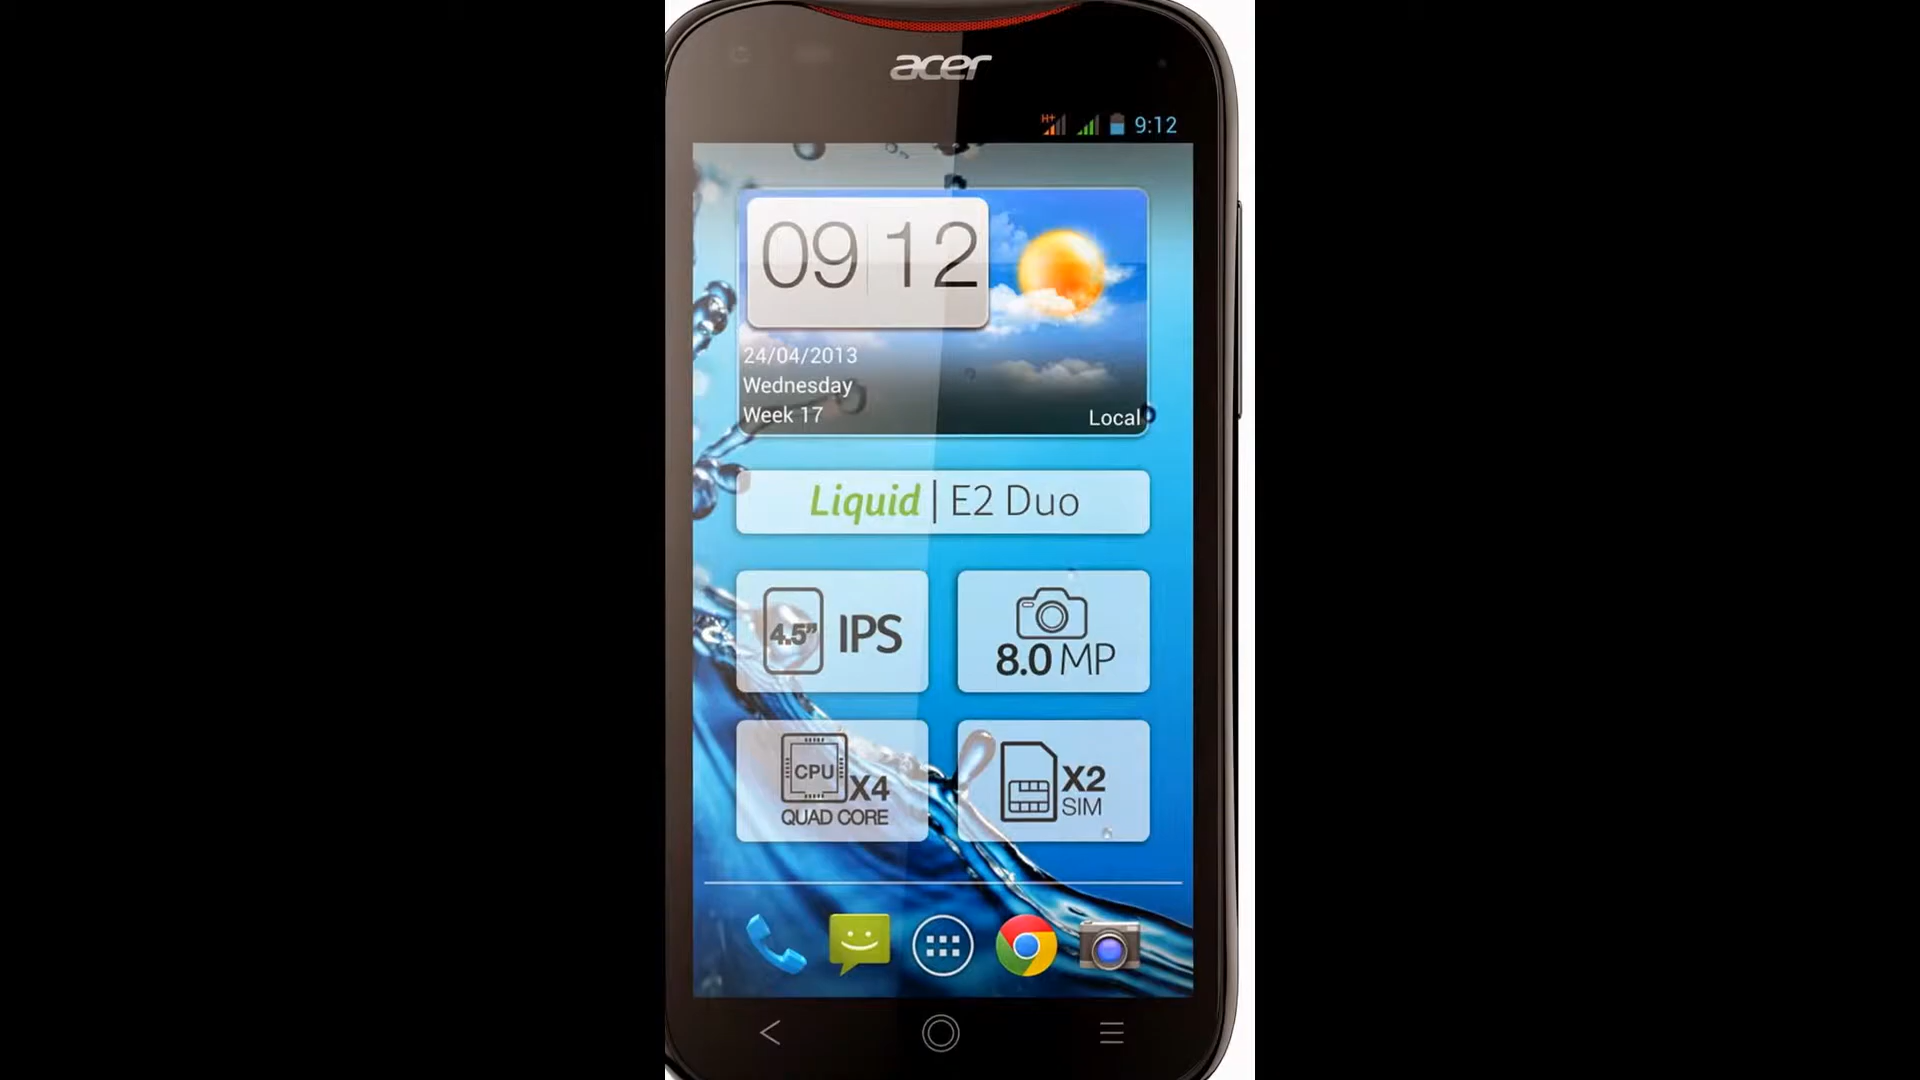 acer
H+ 9:12
09 12
24/04/2013
Wednesday
Week 17
Local
Liquid | E2 Duo
4.5” IPS
8.0 MP
CPU X4
QUAD CORE
X2
SIM